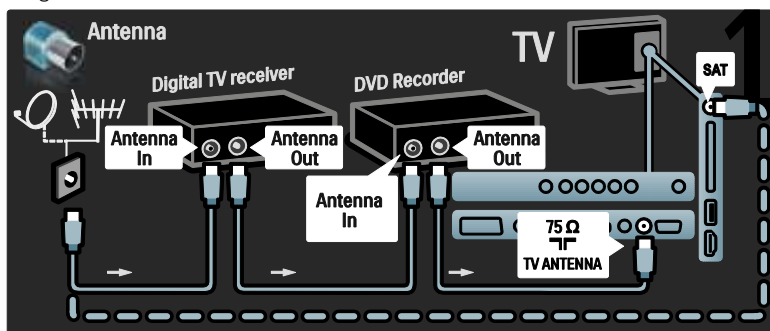 Antenna
TV
1
SAT
Digital TV receiver
DVD Recorder
Antenna
In
Antenna
Out
Antenna
Out
Antenna
In
75 Ω
TV ANTENNA